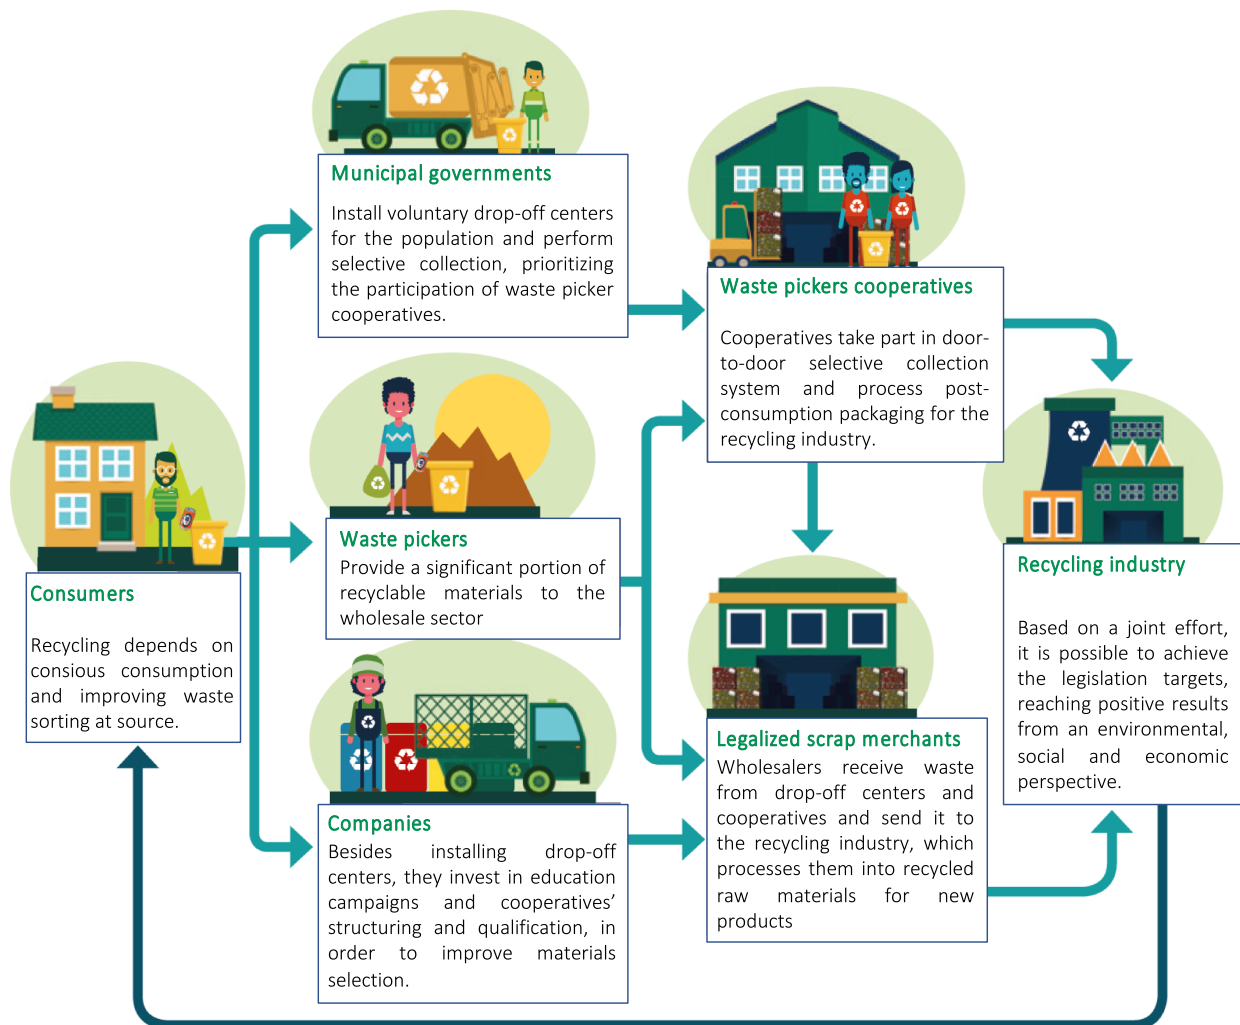 Municipal governments
Install voluntary drop-off centers
for the population and perform
selective collection, prioritizing
the participation of waste picker
cooperatives.
Waste pickers cooperatives
Cooperatives take part in door-
to-door selective collection
system and process post-
consumption packaging for the
recycling industry.
Consumers
Recycling depends on
consious consumption
and improving waste
sorting at source.
Waste pickers
Provide a significant portion of
recyclable materials to the
wholesale sector
Recycling industry
Based on a joint effort,
it is possible to achieve
the legislation targets,
reaching positive results
from an environmental,
social and economic
perspective.
Companies
Besides installing drop-off
centers, they invest in education
campaigns and cooperatives’
structuring and qualification, in
order to improve materials
selection.
Legalized scrap merchants
Wholesalers receive waste
from drop-off centers and
cooperatives and send it to
the recycling industry, which
processes them into recycled
raw materials for new
products